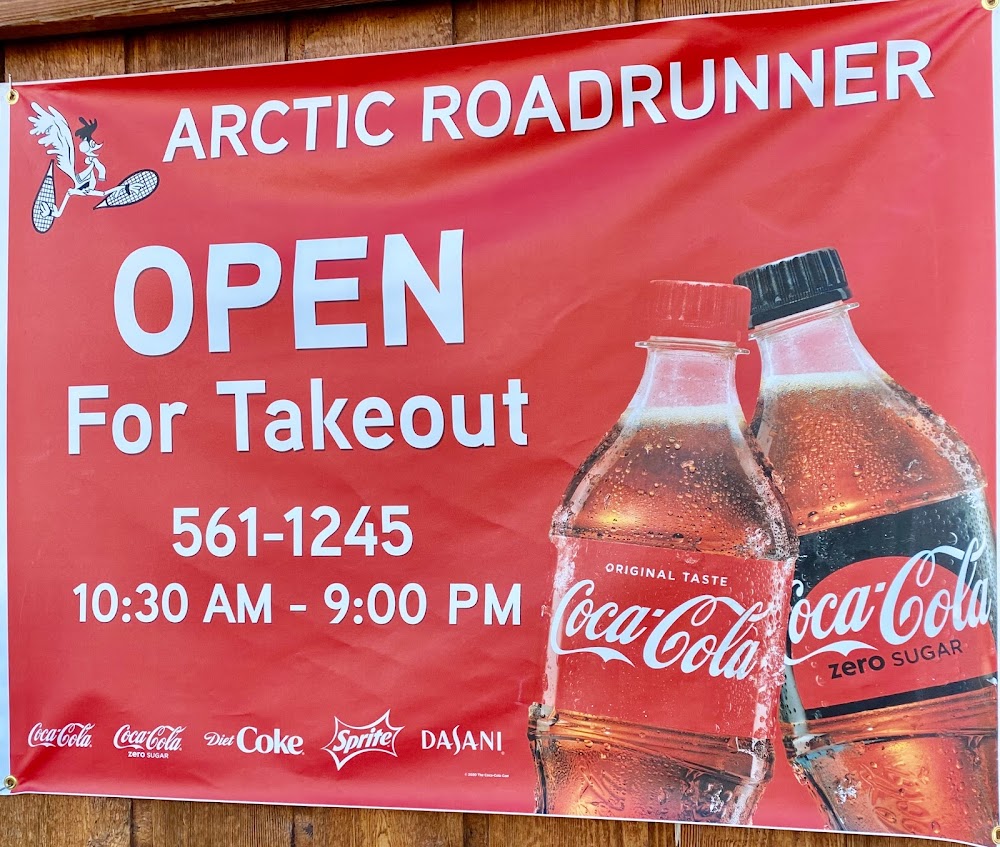 ARCTIC ROADRUNNER
OPEN
For Takeout
561-1245
10:30 AM - 9:00 PM
ORIGINAL TASTE
Coca-Cola
Coca-Cola
zero SUGAR
Coca-Cola
Coca-Cola
zero SUGAR
Diet Coke
Sprite
DASANI